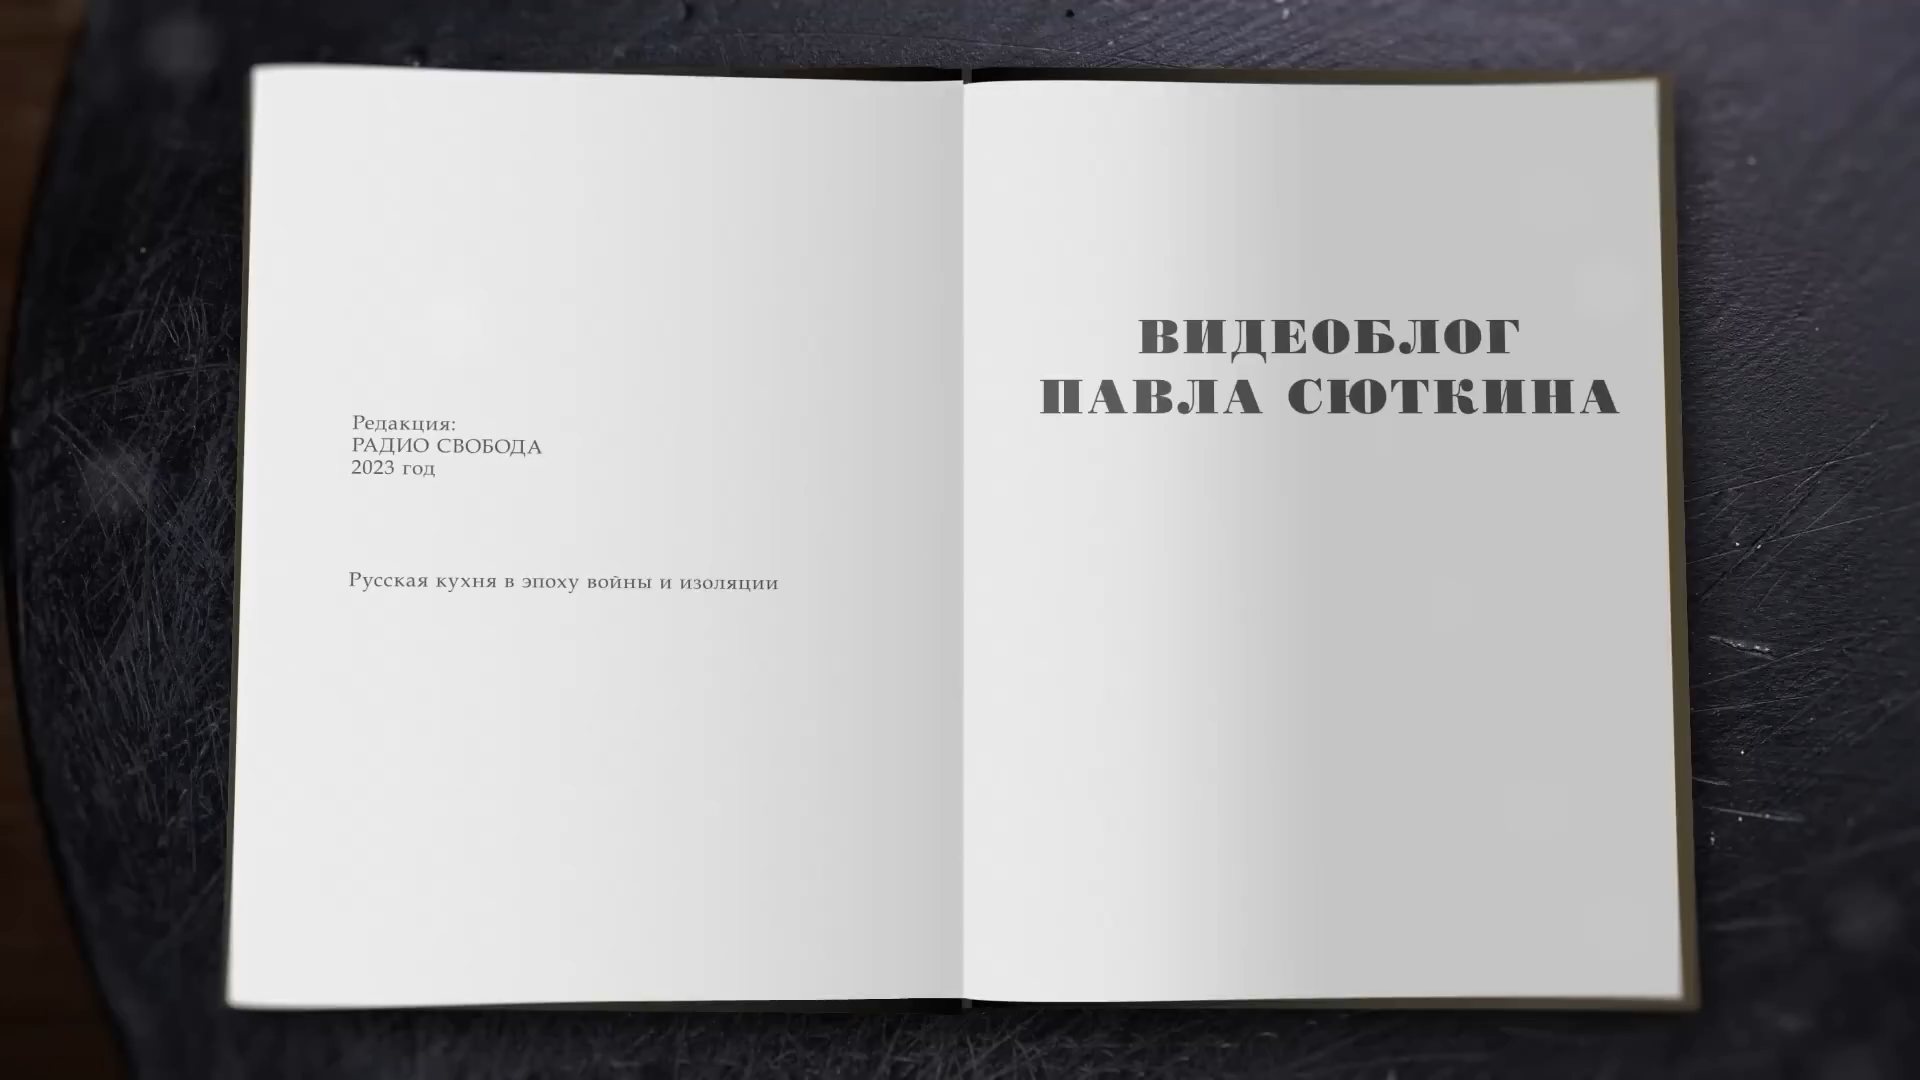 Редакция:
РАДИО СВОБОДА
2023 год
Русская кухня в эпоху войны и изоляции
ВИДЕОБЛОГ
ПАВЛА СЮТКИНА